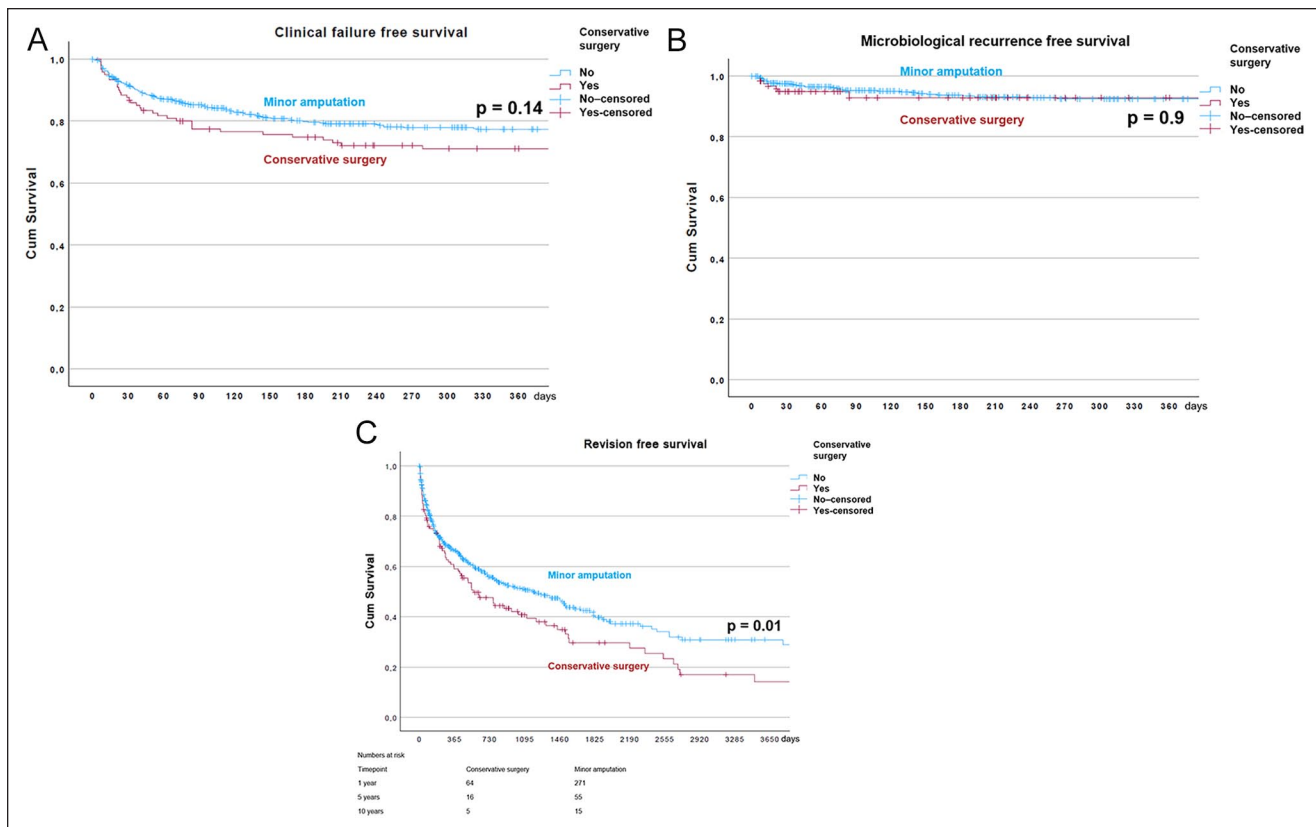 A
Clinical failure free survival
Conservative
surgery
No
Yes
No–censored
Yes-censored
Minor amputation
p = 0.14
Conservative surgery
Cum Survival
1,0
0,8
0,6
0,4
0,2
0,0
0 30 60 90 120 150 180 210 240 270 300 330 360 days
B
Microbiological recurrence free survival
Conservative
surgery
No
Yes
No–censored
Yes-censored
Minor amputation
Conservative surgery
p = 0.9
Cum Survival
1,0
0,8
0,6
0,4
0,2
0,0
0 30 60 90 120 150 180 210 240 270 300 330 360 days
C
Revision free survival
Conservative
surgery
No
Yes
No–censored
Yes-censored
Minor amputation
p = 0.01
Conservative surgery
Cum Survival
1,0
0,8
0,6
0,4
0,2
0,0
0 365 730 1095 1460 1825 2190 2555 2920 3285 3650 days
Numbers at risk
Timepoint Conservative surgery Minor amputation
1 year 64 271
5 years 16 55
10 years 5 15